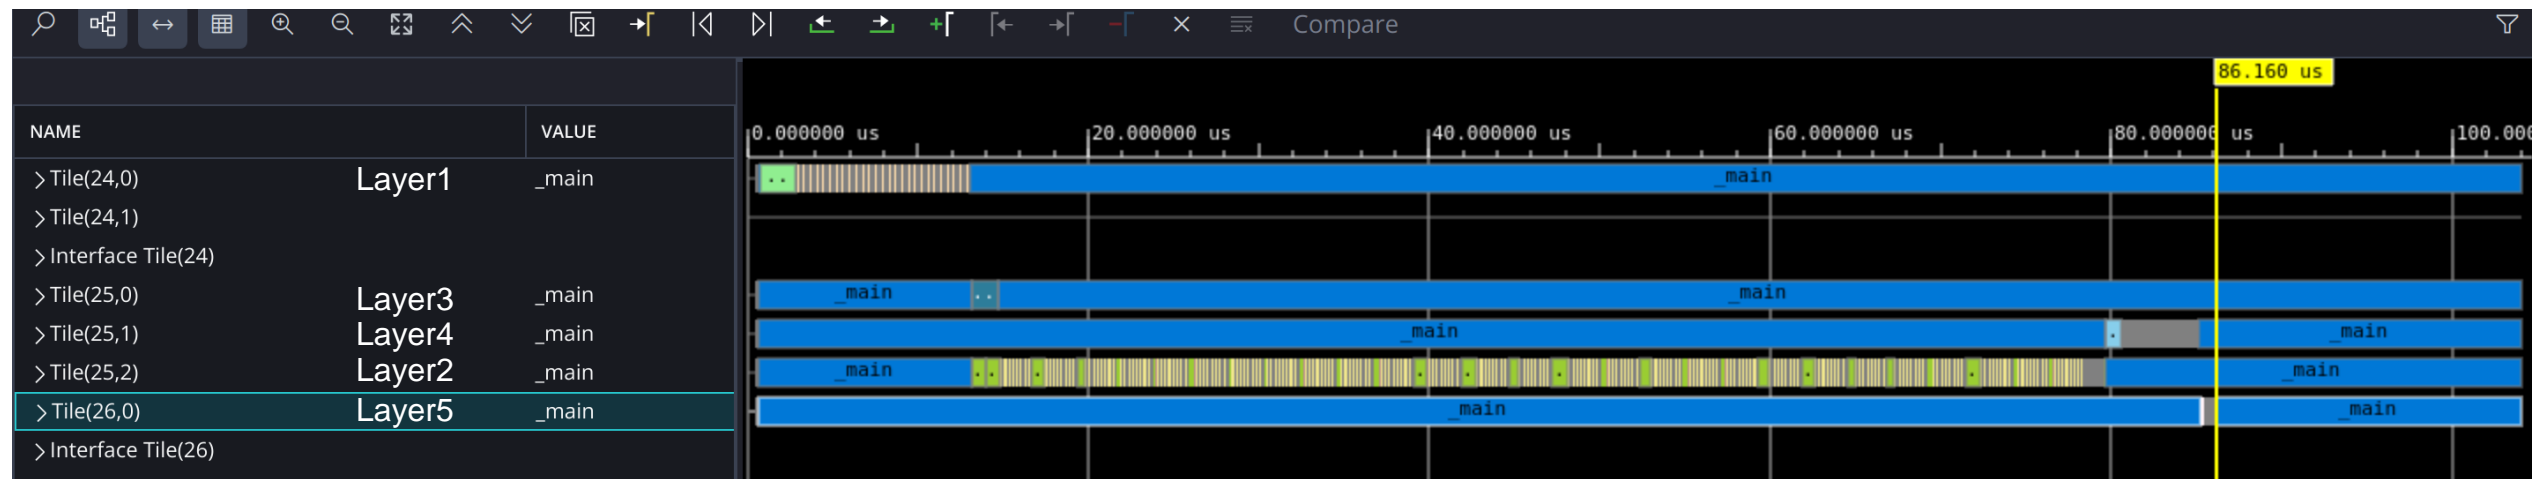 Compare
86.160 us
NAME VALUE
0.000000 us 20.000000 us 40.000000 us 60.000000 us 80.000000 us 100.000
Tile(24,0) Layer1 _main .. _main
Tile(24,1)
Interface Tile(24)
Tile(25,0) Layer3 _main _main .. _main
Tile(25,1) Layer4 _main _main . _main
Tile(25,2) Layer2 _main _main . . . . . . . . . _main
Tile(26,0) Layer5 _main _main _main
Interface Tile(26)